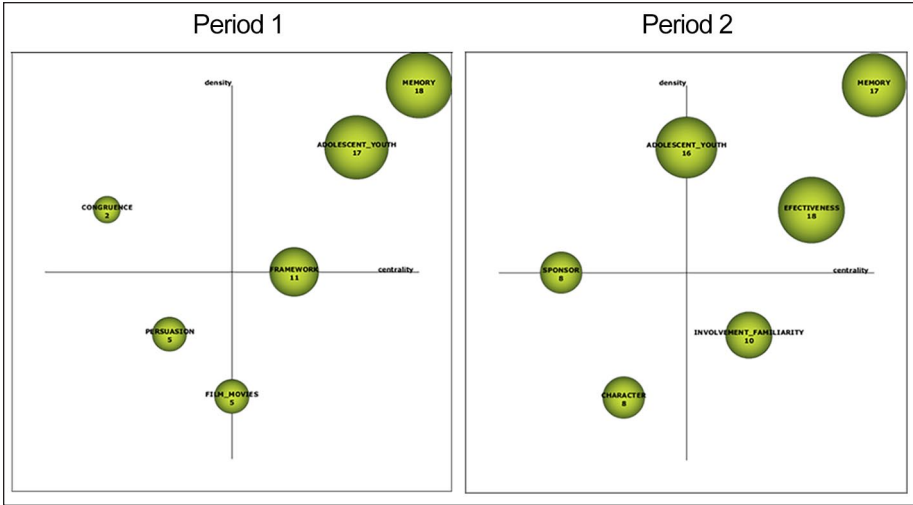 Period 1
density
MEMORY
18
ADOLESCENT_YOUTH
17
CONGRUENCE
2
FRAMEWORK
11
centrality
PERSUASION
5
FILM_MOVIES
5
Period 2
density
MEMORY
17
ADOLESCENT_YOUTH
16
EFECTIVENESS
18
SPONSOR
8
centrality
INVOLVEMENT_FAMILIARITY
10
CHARACTER
8